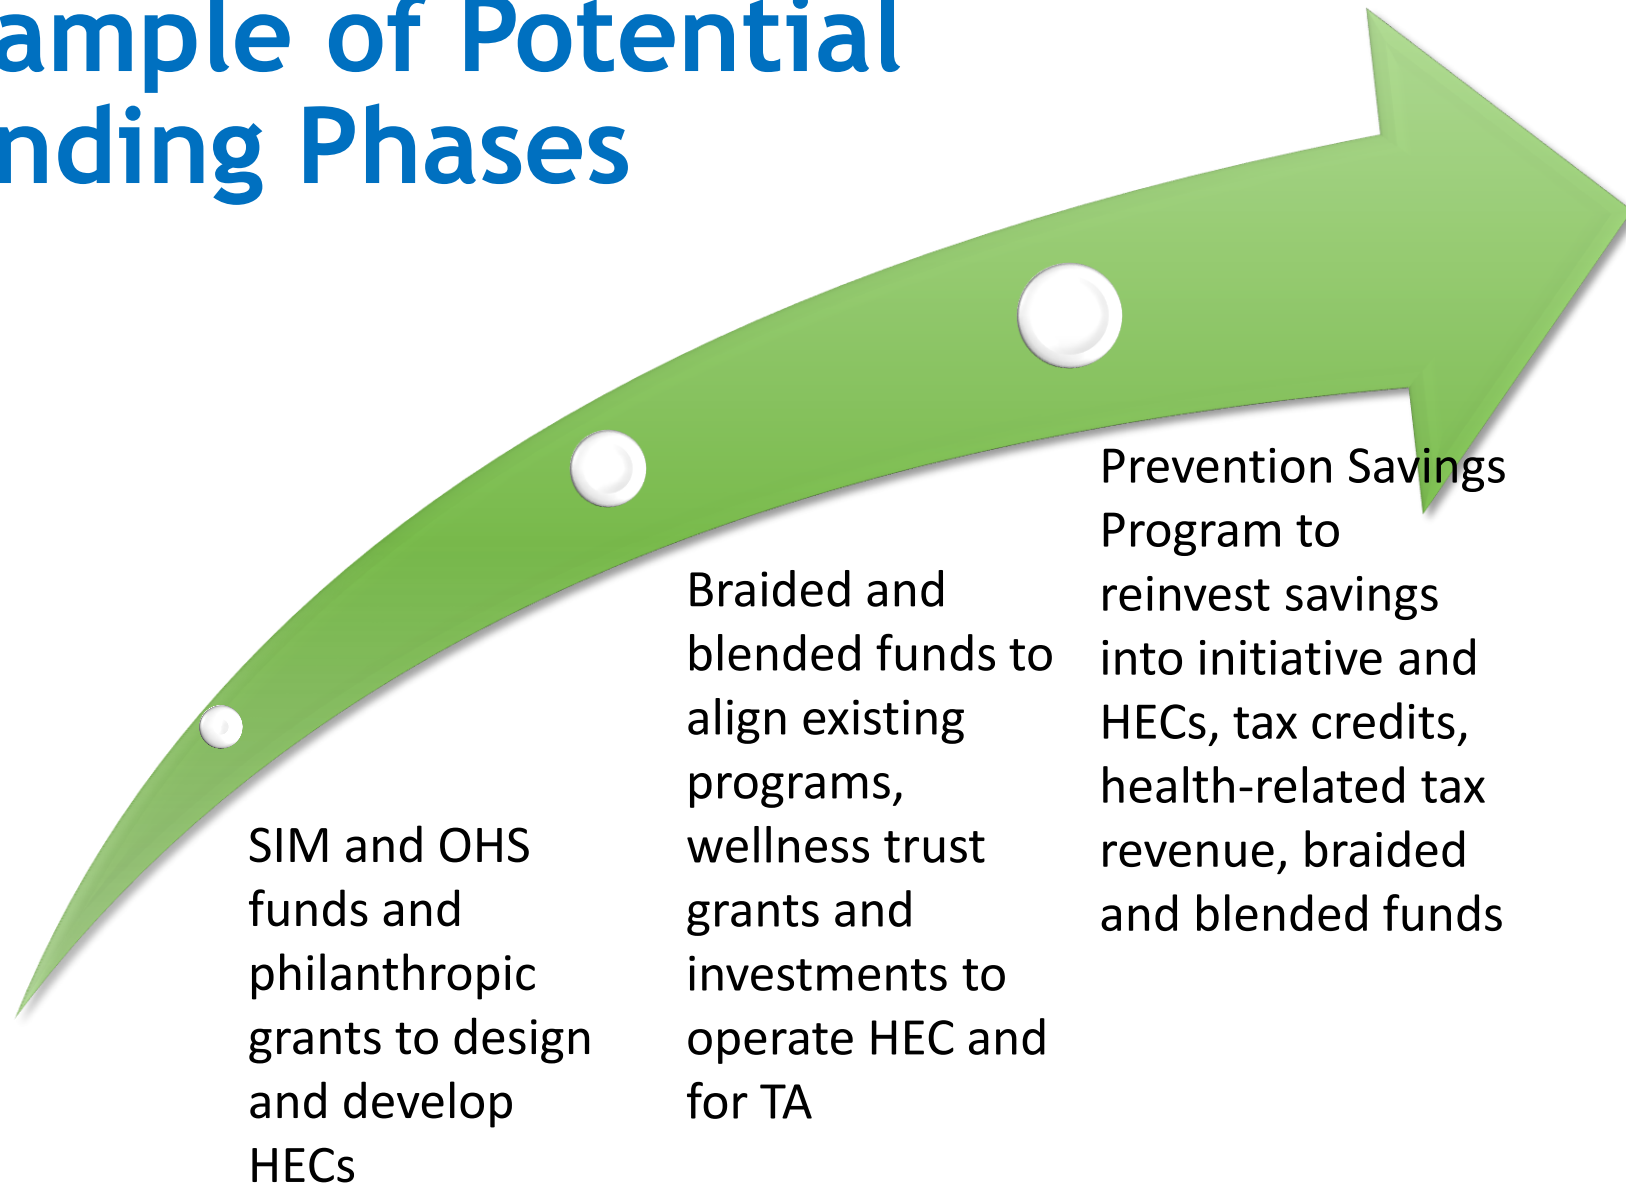 ample of Potential
nding Phases
SIM and OHS
funds and
philanthropic
grants to design
and develop
HECs
Braided and
blended funds to
align existing
programs,
wellness trust
grants and
investments to
operate HEC and
for TA
Prevention Savings
Program to
reinvest savings
into initiative and
HECs, tax credits,
health-related tax
revenue, braided
and blended funds